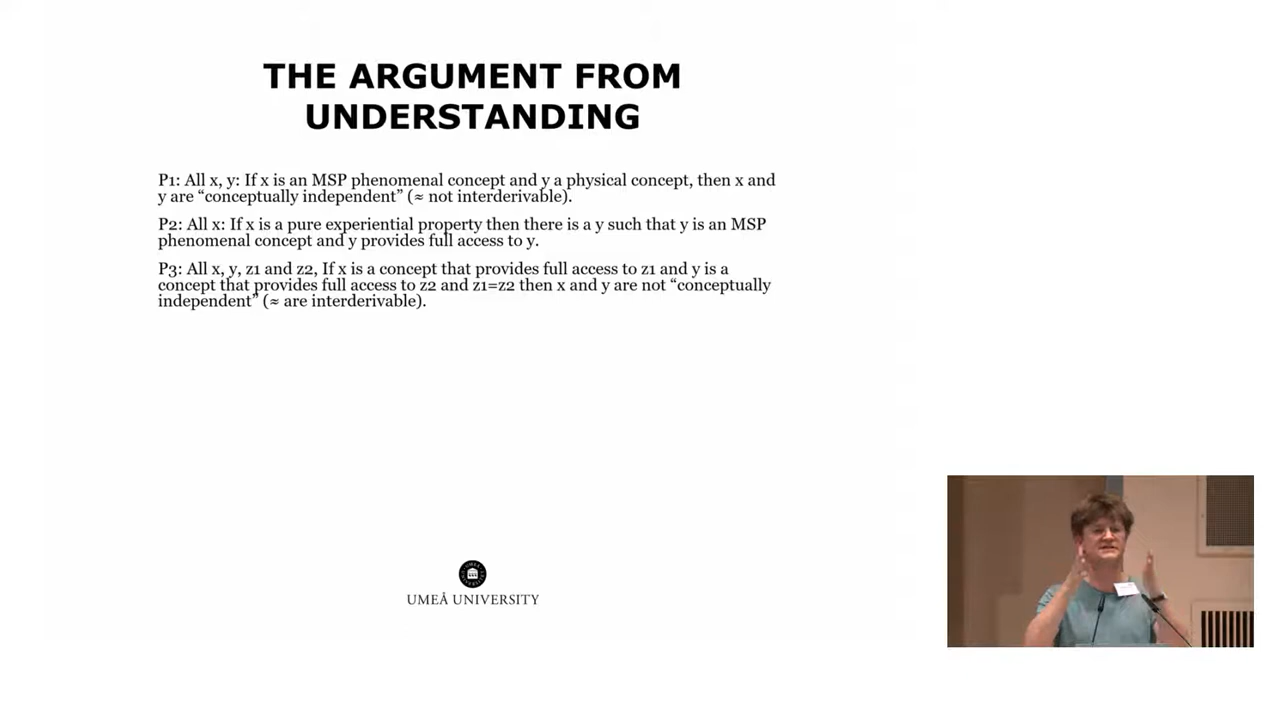 THE ARGUMENT FROM
UNDERSTANDING
P1: All x, y: If x is an MSP phenomenal concept and y a physical concept, then x and
y are “conceptually independent” (≈ not interderivable).
P2: All x: If x is a pure experiential property then there is a y such that y is an MSP
phenomenal concept and y provides full access to y.
P3: All x, y, z1 and z2, If x is a concept that provides full access to z1 and y is a
concept that provides full access to z2 and z1=z2 then x and y are not “conceptually
independent” (≈ are interderivable).
UMEÅ UNIVERSITY